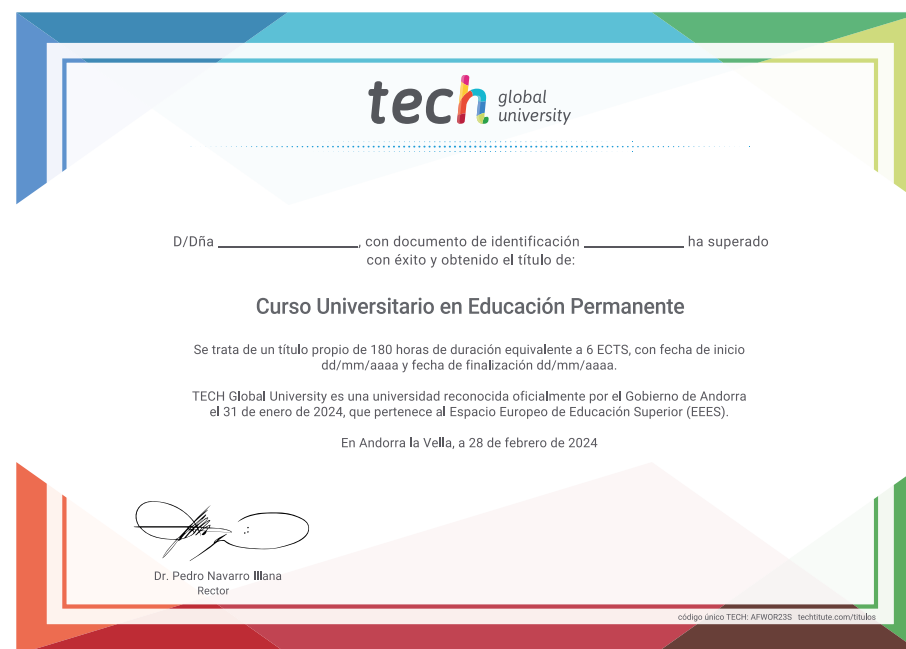 tech global university
D/Dña ____________, con documento de identificación ____________ ha superado
con éxito y obtenido el título de:
Curso Universitario en Educación Permanente
Se trata de un título propio de 180 horas de duración equivalente a 6 ECTS, con fecha de inicio
dd/mm/aaaa y fecha de finalización dd/mm/aaaa.
TECH Global University es una universidad reconocida oficialmente por el Gobierno de Andorra
el 31 de enero de 2024, que pertenece al Espacio Europeo de Educación Superior (EEES).
En Andorra la Vella, a 28 de febrero de 2024
Dr. Pedro Navarro Illana
Rector
código único TECH: AFWOR23S techtitute.com/titulos